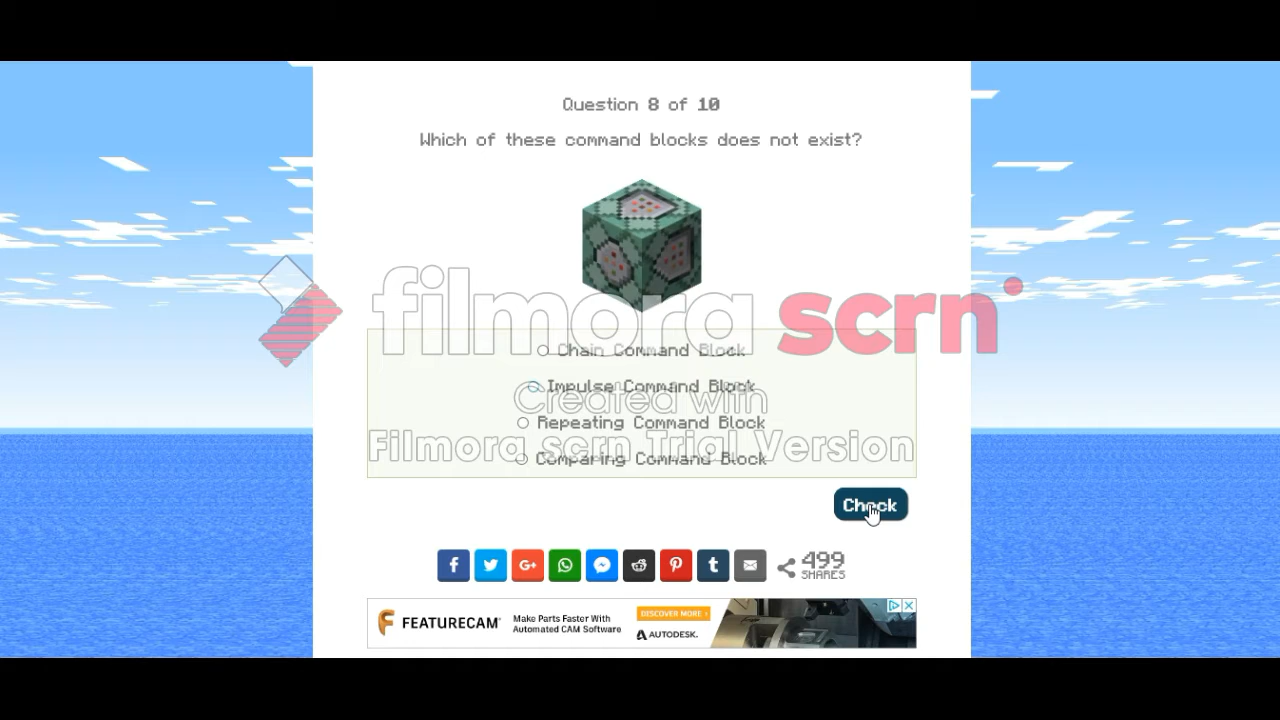 Question 8 of 10
Which of these command blocks does not exist?
filmora scrn
Chain Command Block
Impulse Command Block
Created with
Repeating Command Block
Filmora scrn Trial Version
Comparing Command Block
Check
499
SHARES
FEATURECAM
Make Parts Faster With
Automated CAM Software
DISCOVER MORE
AUTODESK.